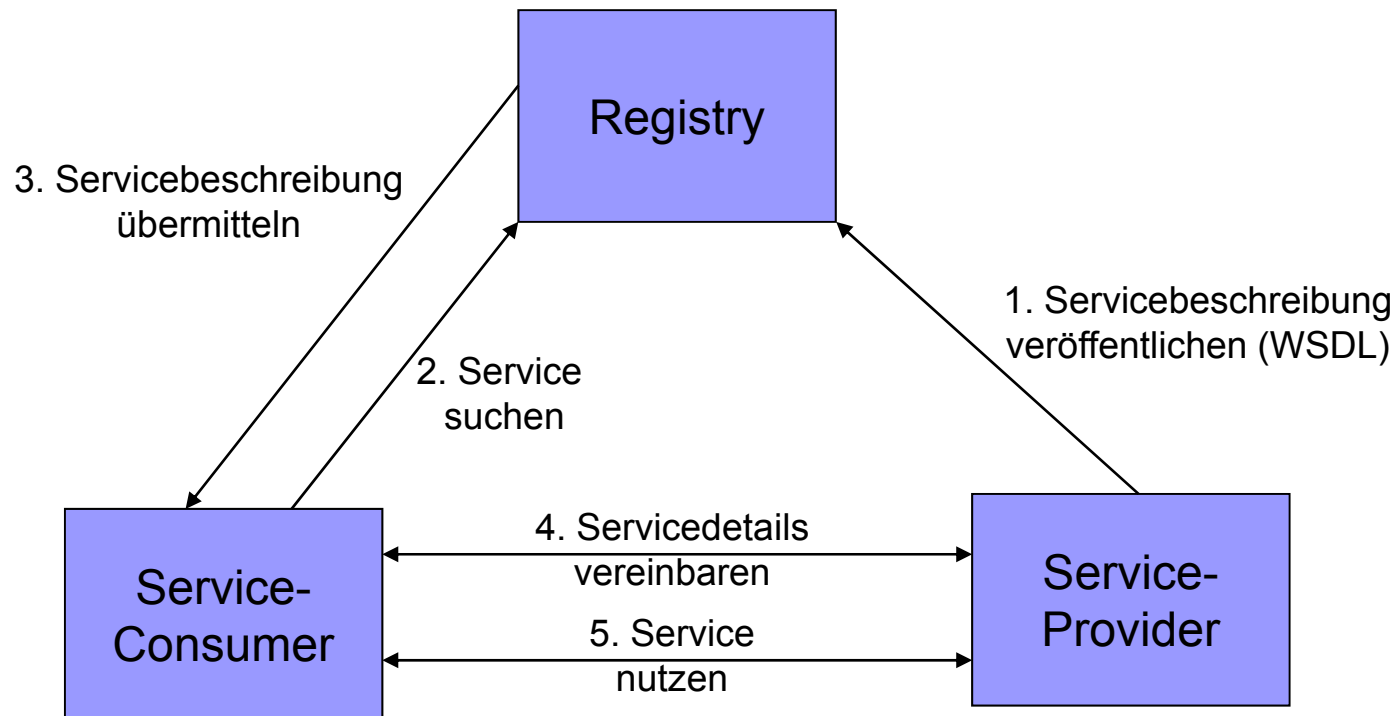 Registry
3. Servicebeschreibung
übermitteln
1. Servicebeschreibung
veröffentlichen (WSDL)
2. Service
suchen
4. Servicedetails
vereinbaren
Service-
Consumer
Service-
Provider
5. Service
nutzen